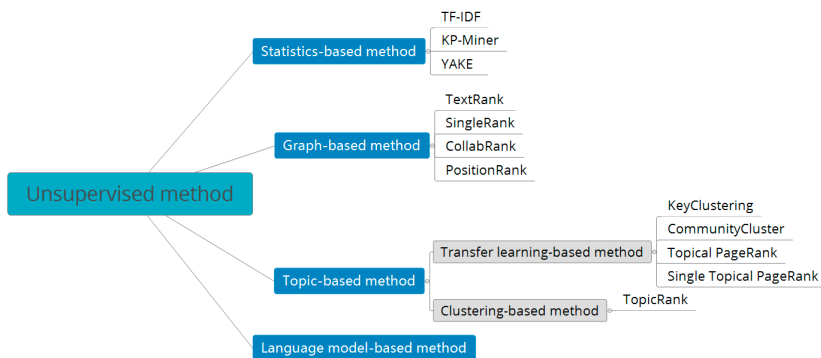 Unsupervised method
Statistics-based method
TF-IDF
KP-Miner
YAKE
Graph-based method
TextRank
SingleRank
CollabRank
PositionRank
Topic-based method
Transfer learning-based method
KeyClustering
CommunityCluster
Topical PageRank
Single Topical PageRank
Clustering-based method
TopicRank
Language model-based method